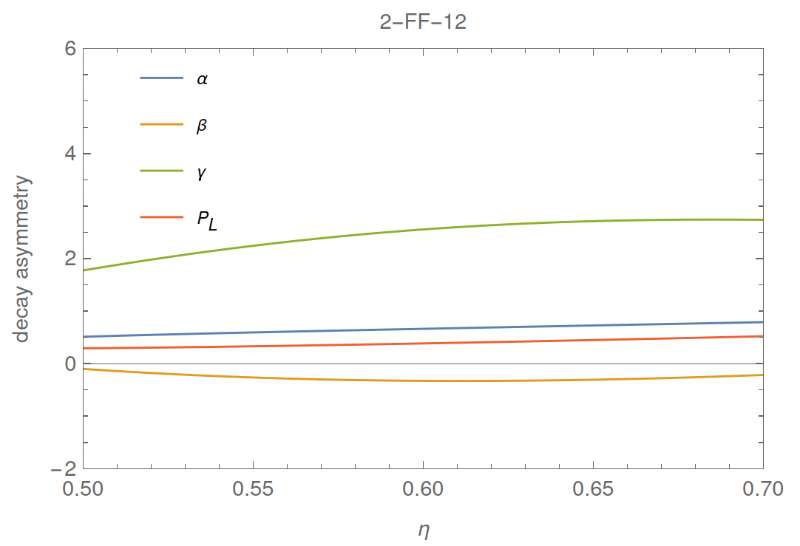 2-FF-12
6
4
2
0
−2
decay asymmetry
α
β
γ
P_L
0.50
0.55
0.60
0.65
0.70
η